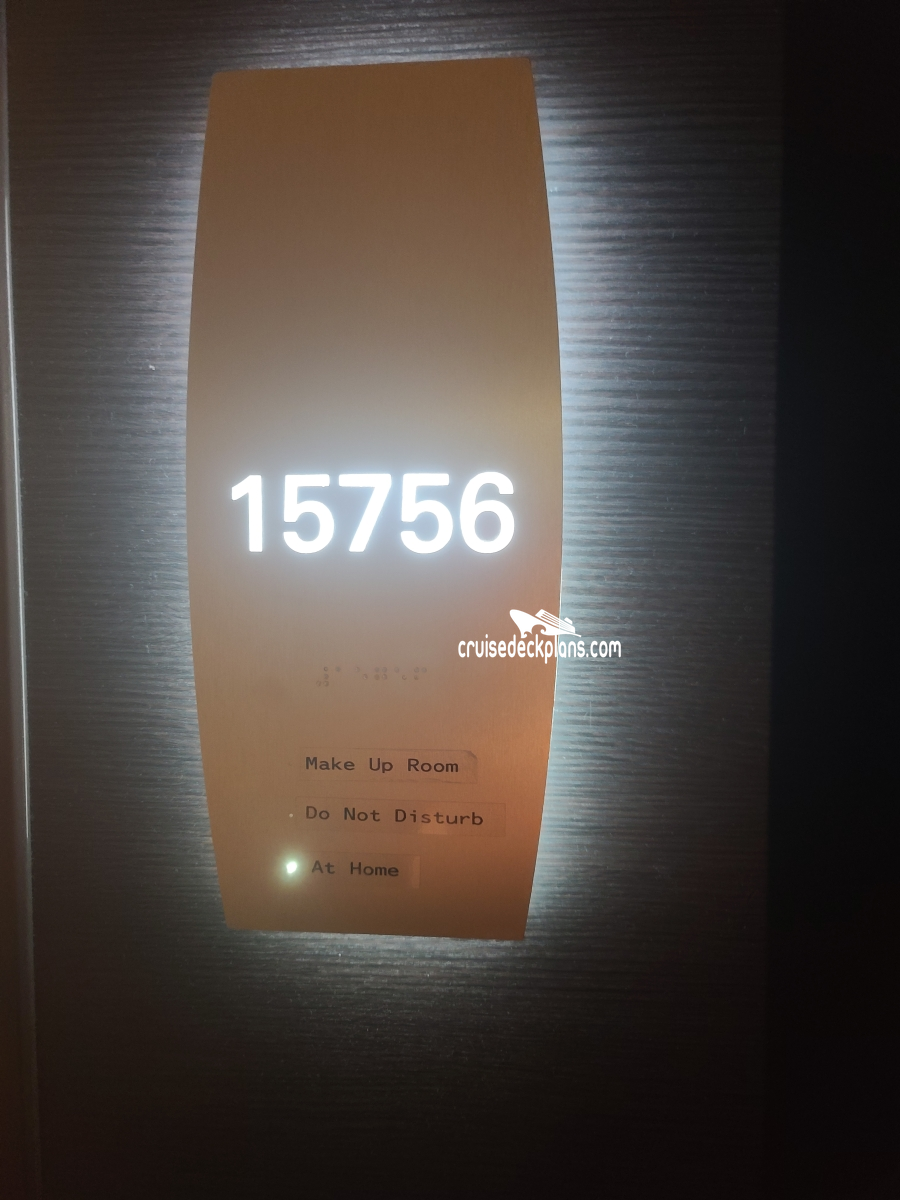 15756
cruisedeckplans.com
Make Up Room
Do Not Disturb
At Home